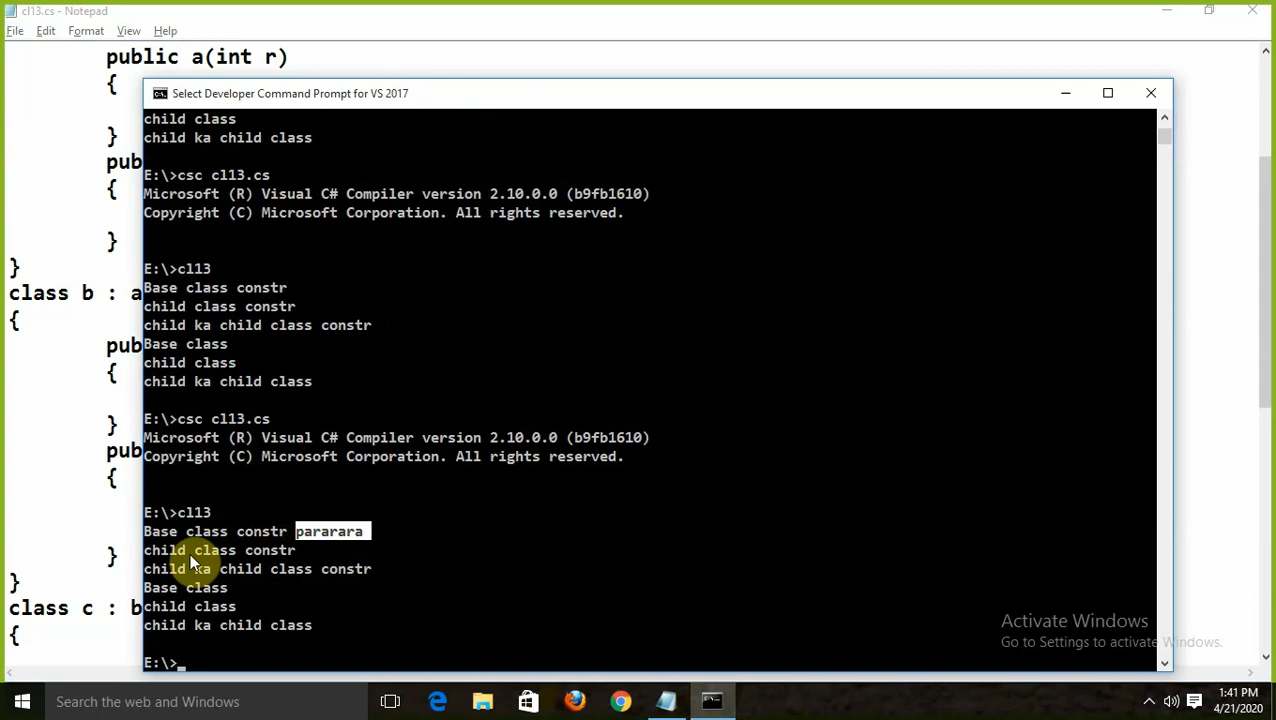 cl13.cs - Notepad
File Edit Format View Help
public a(int r)
{
}
pub
{
}
}
class b : a
{
pub
{
}
pub
{
}
}
class c : b
{
Select Developer Command Prompt for VS 2017
child class
child ka child class
E:\>csc cl13.cs
Microsoft (R) Visual C# Compiler version 2.10.0.0 (b9fb1610)
Copyright (C) Microsoft Corporation. All rights reserved.
E:\>cl13
Base class constr
child class constr
child ka child class constr
Base class
child class
child ka child class
E:\>csc cl13.cs
Microsoft (R) Visual C# Compiler version 2.10.0.0 (b9fb1610)
Copyright (C) Microsoft Corporation. All rights reserved.
E:\>cl13
Base class constr pararara
child class constr
child ka child class constr
Base class
child class
child ka child class
E:\>
Activate Windows
Go to Settings to activate Windows.
Search the web and Windows
1:41 PM
4/21/2020